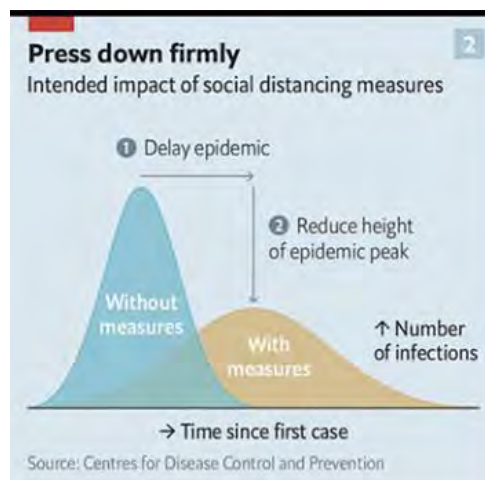 2
Press down firmly
Intended impact of social distancing measures
1 Delay epidemic
2 Reduce height
of epidemic peak
Without
measures
With
measures
↑ Number
of infections
→ Time since first case
Source: Centres for Disease Control and Prevention